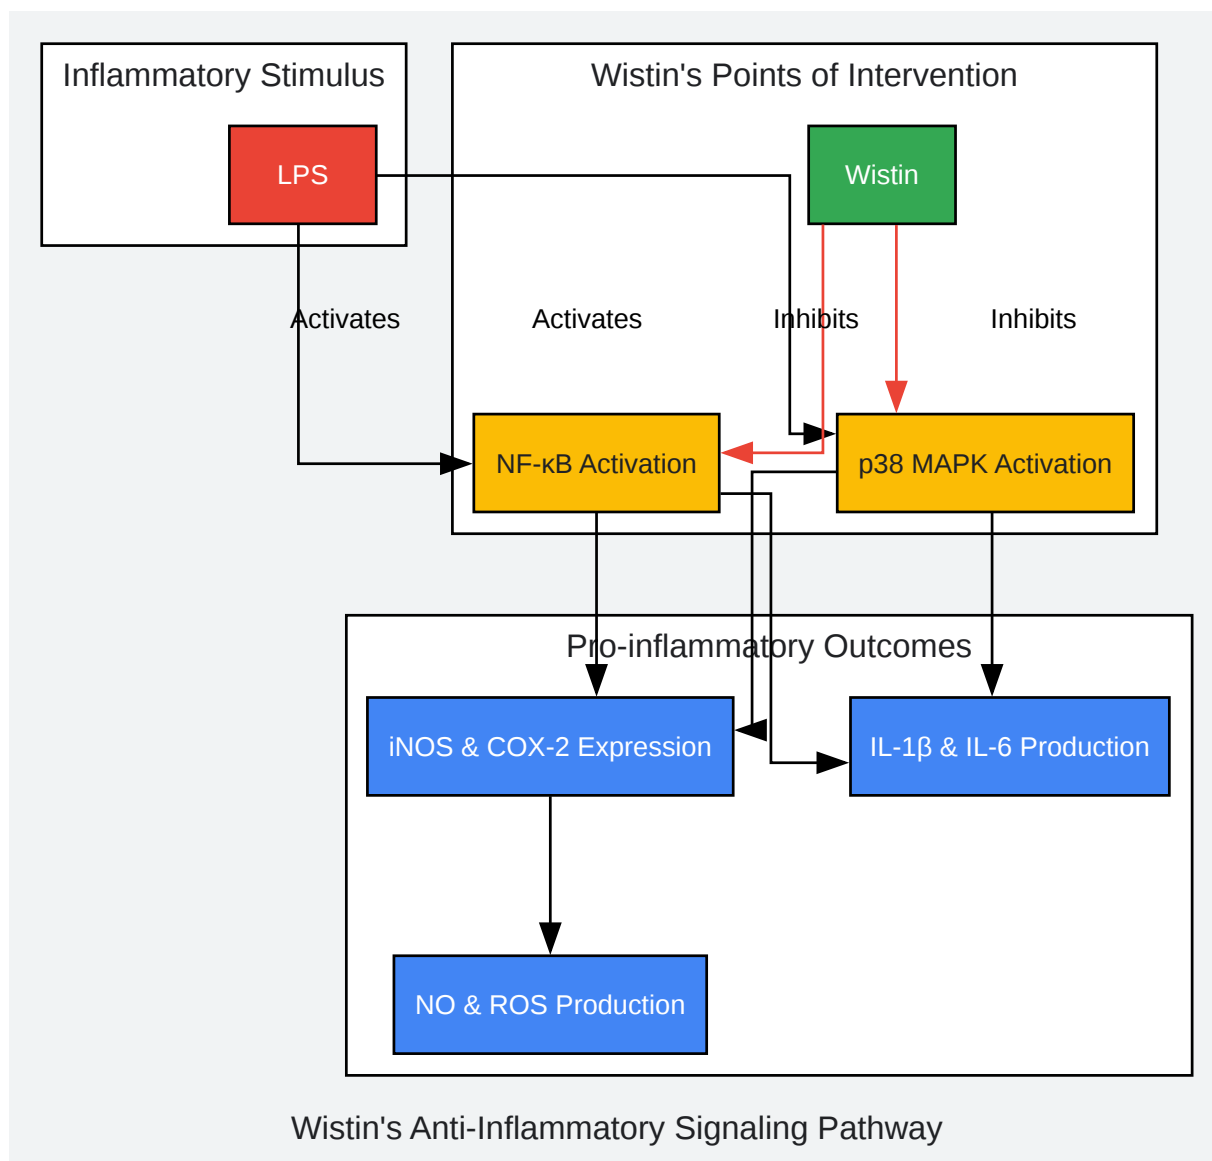 Inflammatory Stimulus
Wistin's Points of Intervention
LPS
Wistin
Activates
Activates
Inhibits
Inhibits
NF-κB Activation
p38 MAPK Activation
Pro-inflammatory Outcomes
iNOS & COX-2 Expression
IL-1β & IL-6 Production
NO & ROS Production
Wistin's Anti-Inflammatory Signaling Pathway